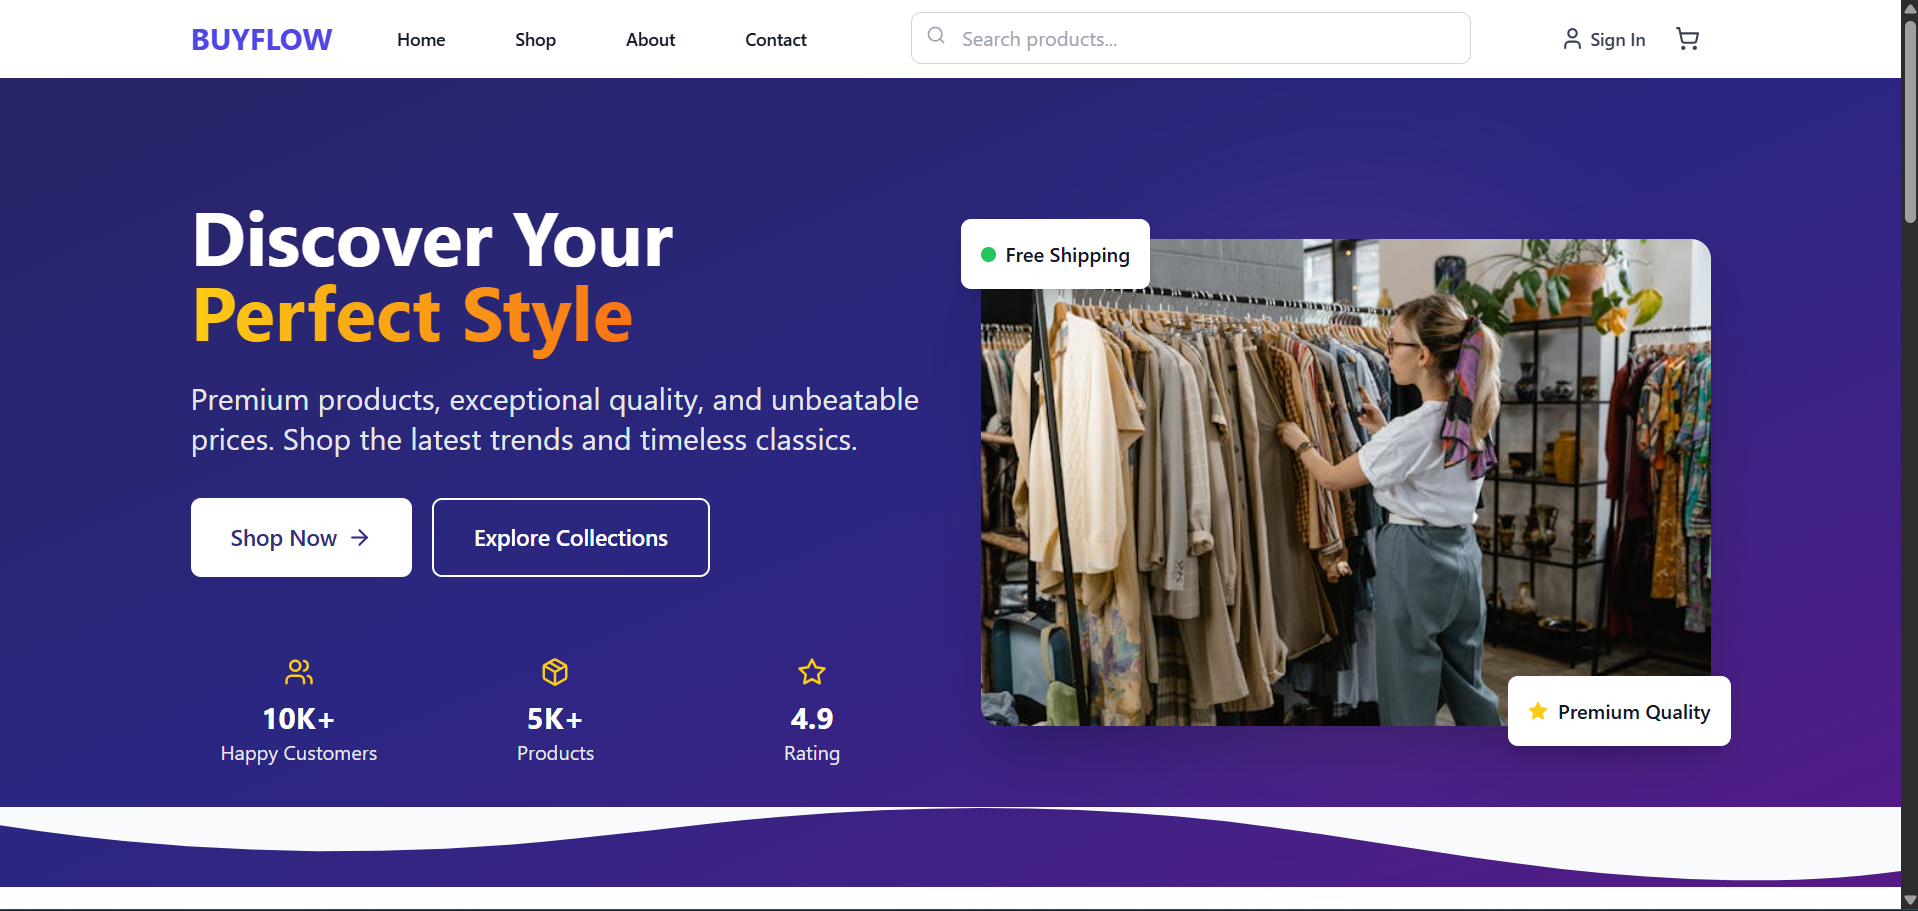 BUYFLOW
Home
Shop
About
Contact
Search products...
Sign In
Discover Your
Perfect Style
Premium products, exceptional quality, and unbeatable
prices. Shop the latest trends and timeless classics.
Shop Now
Explore Collections
10K+
Happy Customers
5K+
Products
4.9
Rating
Free Shipping
Premium Quality